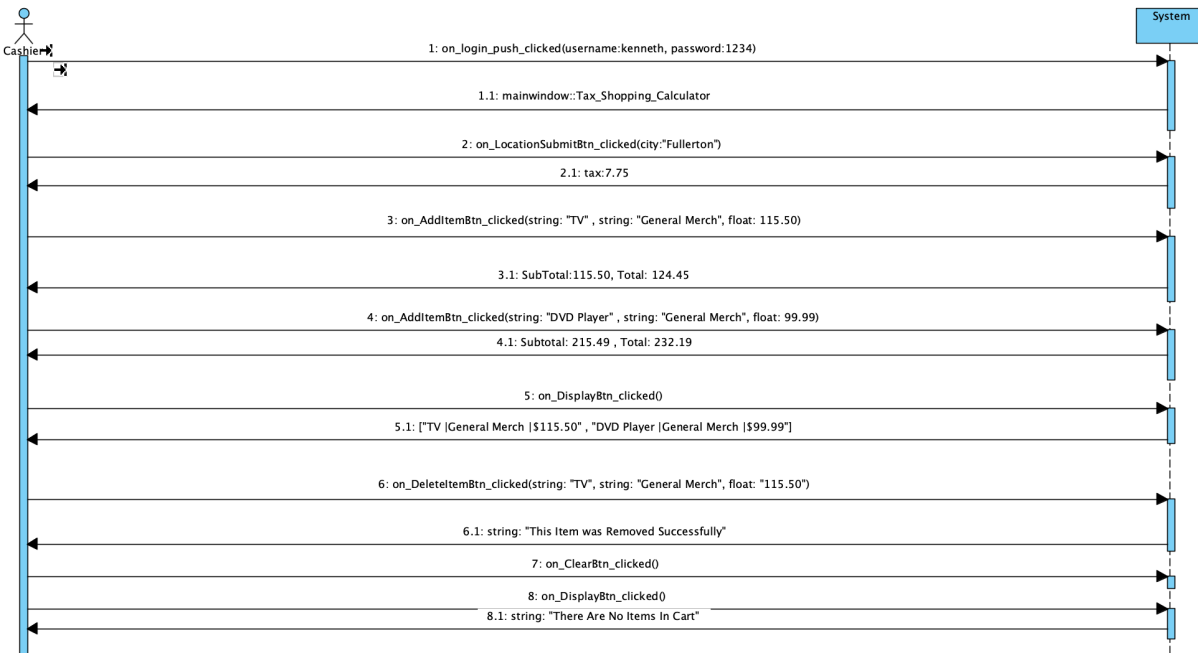 System
Cashier
1: on_login_push_clicked(username:kenneth, password:1234)
1.1: mainwindow::Tax_Shopping_Calculator
2: on_LocationSubmitBtn_clicked(city:"Fullerton")
2.1: tax:7.75
3: on_AddItemBtn_clicked(string: "TV" , string: "General Merch", float: 115.50)
3.1: SubTotal:115.50, Total: 124.45
4: on_AddItemBtn_clicked(string: "DVD Player" , string: "General Merch", float: 99.99)
4.1: Subtotal: 215.49 , Total: 232.19
5: on_DisplayBtn_clicked()
5.1: ["TV |General Merch |$115.50" , "DVD Player |General Merch |$99.99"]
6: on_DeleteItemBtn_clicked(string: "TV", string: "General Merch", float: "115.50")
6.1: string: "This Item was Removed Successfully"
7: on_ClearBtn_clicked()
8: on_DisplayBtn_clicked()
8.1: string: "There Are No Items In Cart"